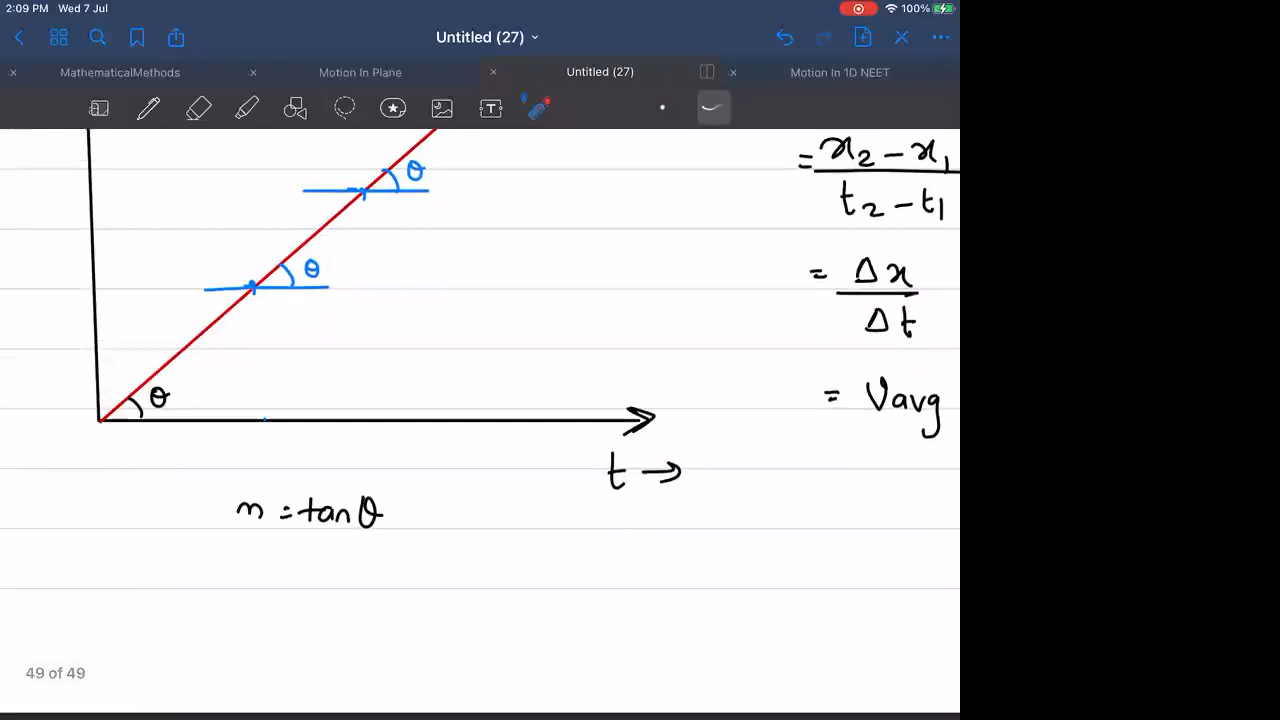 2:09 PM Wed 7 Jul 100%
Untitled (27)
MathematicalMethods Motion In Plane Untitled (27) Motion In 1D NEET
θ
θ
θ
t →
m = tanθ
= x₂ − x₁
t₂ − t₁
= Δx
Δt
= Vavg
49 of 49